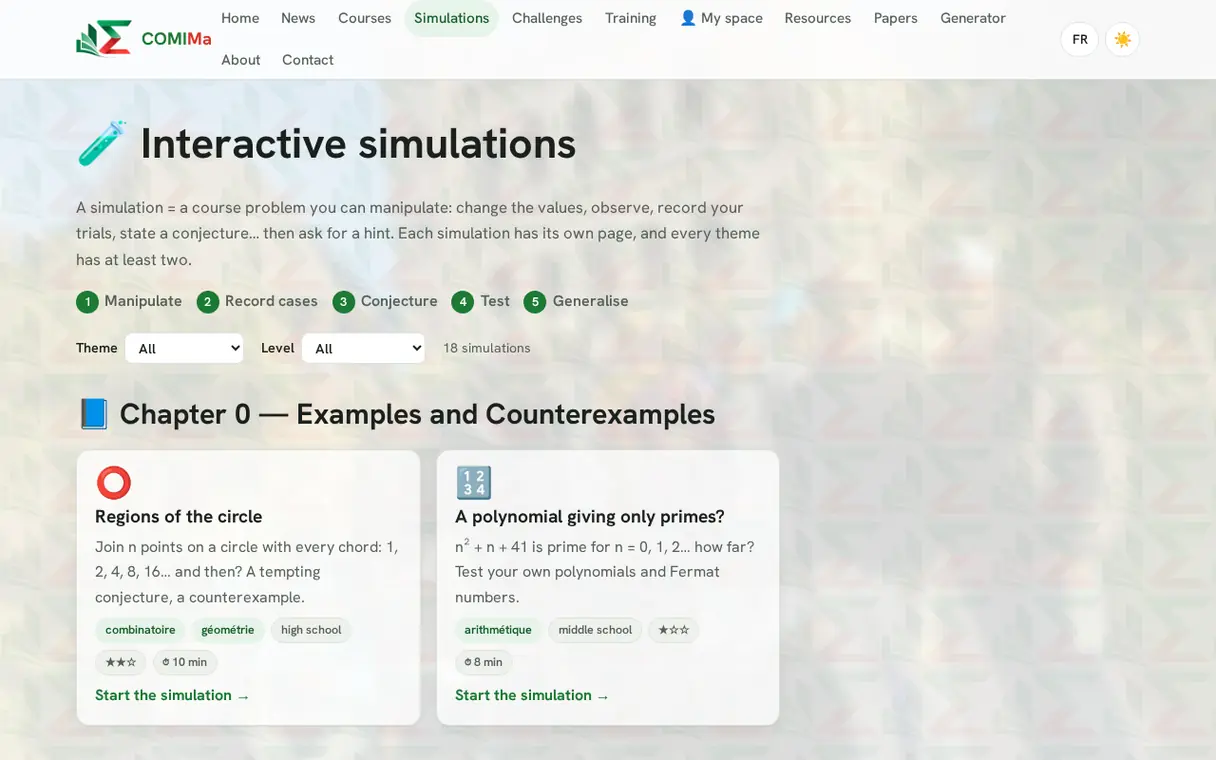 COMIMa
Home News Courses Simulations Challenges Training 👤 My space Resources Papers Generator
About Contact
FR
Interactive simulations
A simulation = a course problem you can manipulate: change the values, observe, record your
trials, state a conjecture... then ask for a hint. Each simulation has its own page, and every theme
has at least two.
1 Manipulate 2 Record cases 3 Conjecture 4 Test 5 Generalise
Theme All Level All 18 simulations
Chapter 0 — Examples and Counterexamples
Regions of the circle
Join n points on a circle with every chord: 1,
2, 4, 8, 16... and then? A tempting
conjecture, a counterexample.
combinatoire géométrie high school
★★☆ ⏱ 10 min
Start the simulation →
1 2
3 4
A polynomial giving only primes?
n² + n + 41 is prime for n = 0, 1, 2... how far?
Test your own polynomials and Fermat
numbers.
arithmétique middle school ★☆☆
⏱ 8 min
Start the simulation →